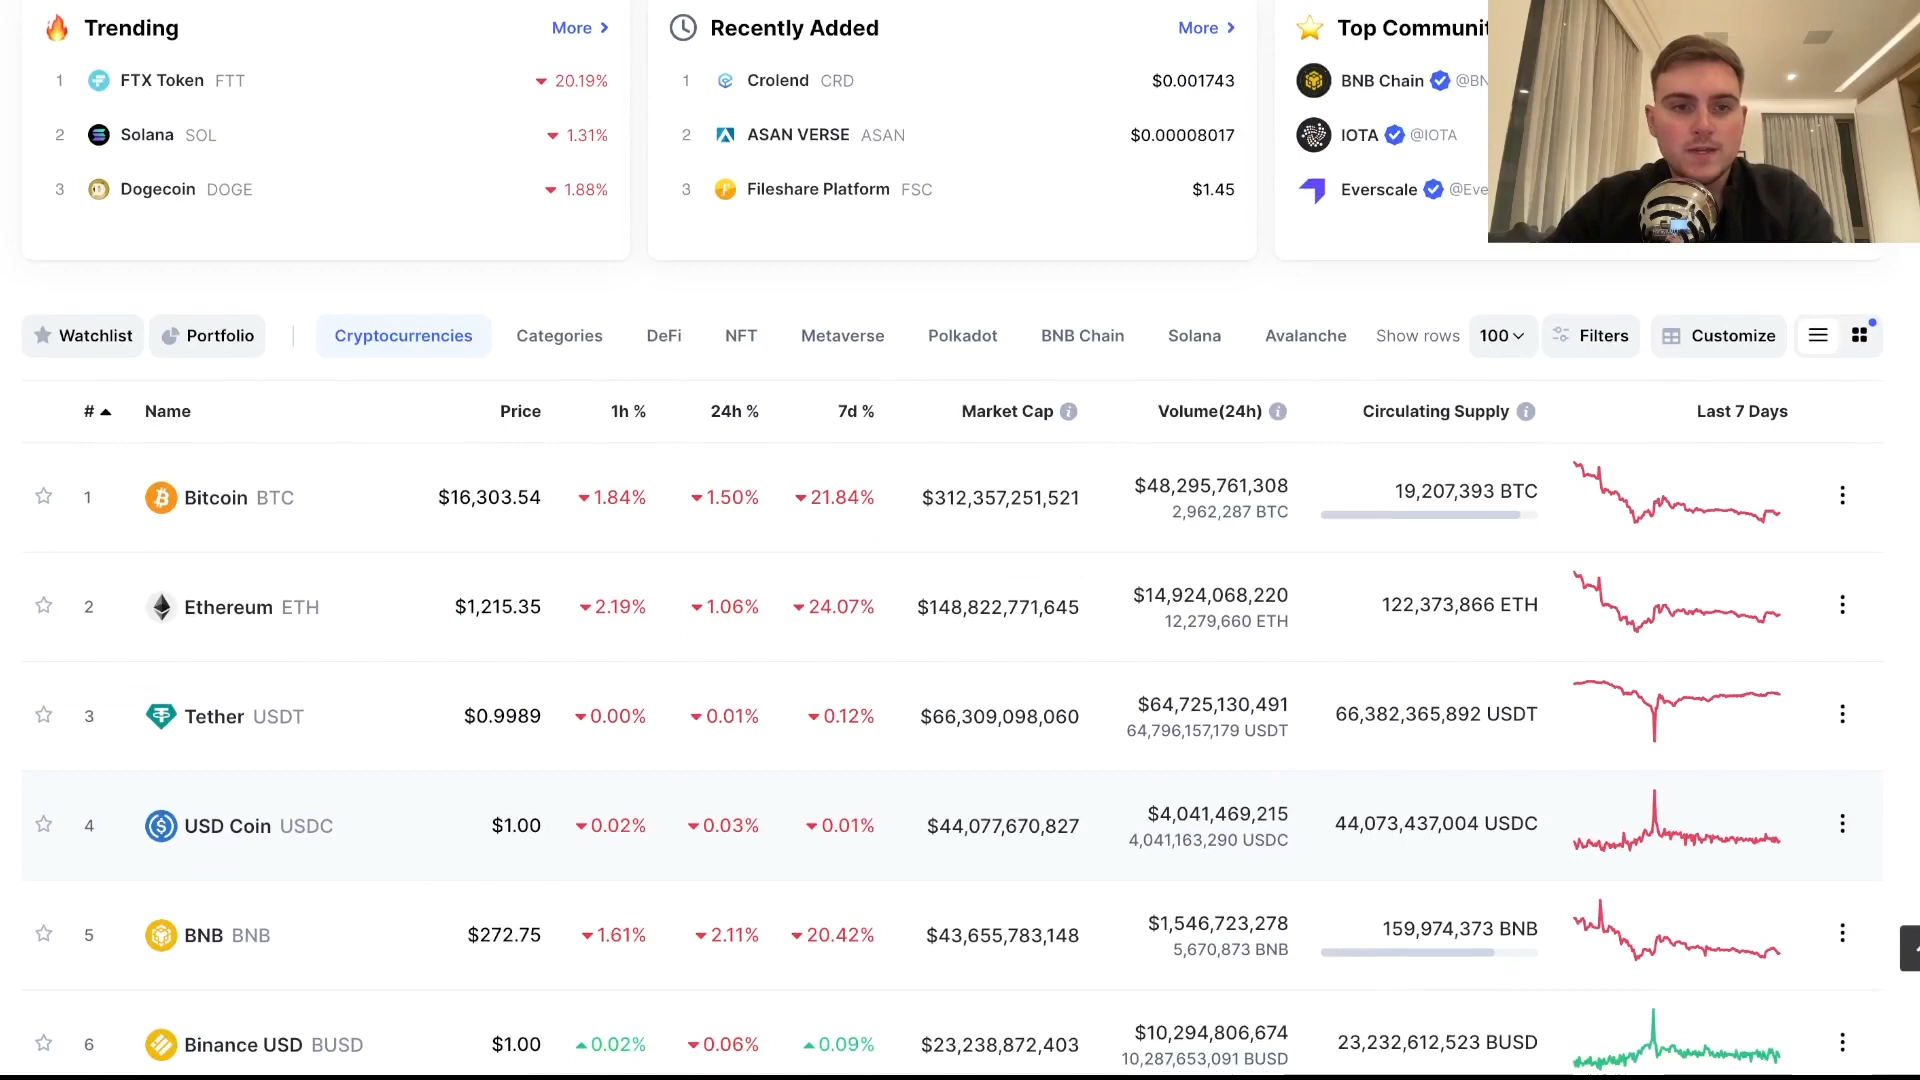 Trending
More
1 FTX Token FTT 20.19%
2 Solana SOL 1.31%
3 Dogecoin DOGE 1.88%
Recently Added
More
1 Crolend CRD $0.001743
2 ASAN VERSE ASAN $0.00008017
3 Fileshare Platform FSC $1.45
Top Communit
BNB Chain @BN
IOTA @IOTA
Everscale @Eve
Watchlist Portfolio Cryptocurrencies Categories DeFi NFT Metaverse Polkadot BNB Chain Solana Avalanche Show rows 100 Filters Customize
# Name Price 1h % 24h % 7d % Market Cap Volume(24h) Circulating Supply Last 7 Days
1 Bitcoin BTC $16,303.54 1.84% 1.50% 21.84% $312,357,251,521 $48,295,761,308 19,207,393 BTC
2,962,287 BTC
2 Ethereum ETH $1,215.35 2.19% 1.06% 24.07% $148,822,771,645 $14,924,068,220 122,373,866 ETH
12,279,660 ETH
3 Tether USDT $0.9989 0.00% 0.01% 0.12% $66,309,098,060 $64,725,130,491 66,382,365,892 USDT
64,796,157,179 USDT
4 USD Coin USDC $1.00 0.02% 0.03% 0.01% $44,077,670,827 $4,041,469,215 44,073,437,004 USDC
4,041,163,290 USDC
5 BNB BNB $272.75 1.61% 2.11% 20.42% $43,655,783,148 $1,546,723,278 159,974,373 BNB
5,670,873 BNB
6 Binance USD BUSD $1.00 0.02% 0.06% 0.09% $23,238,872,403 $10,294,806,674 23,232,612,523 BUSD
10,287,653,091 BUSD